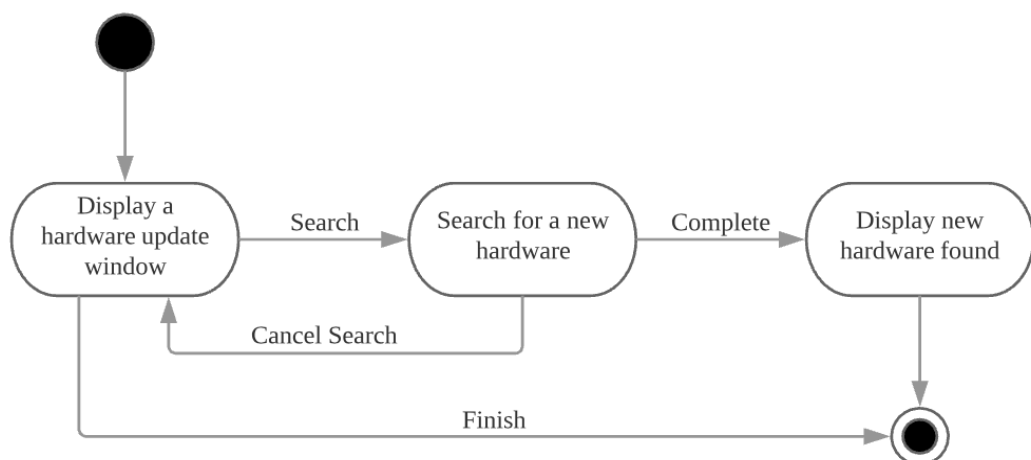 Display a
hardware update
window
Search
Search for a new
hardware
Complete
Display new
hardware found
Cancel Search
Finish